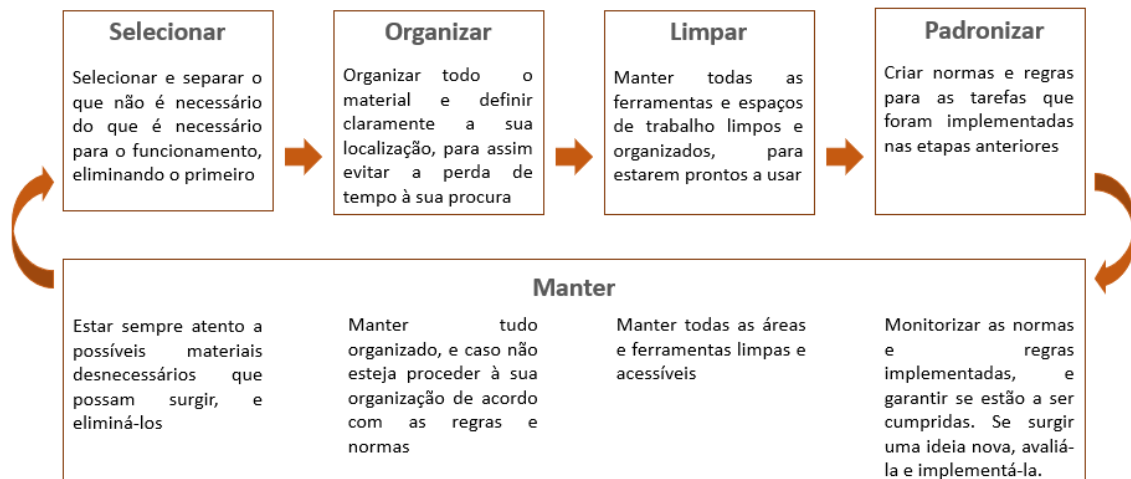 Selecionar
Selecionar e separar o
que não é necessário
do que é necessário
para o funcionamento,
eliminando o primeiro
Organizar
Organizar todo o
material e definir
claramente a sua
localização, para assim
evitar a perda de
tempo à sua procura
Limpar
Manter todas as
ferramentas e espaços
de trabalho limpos e
organizados, para
estarem prontos a usar
Padronizar
Criar normas e regras
para as tarefas que
foram implementadas
nas etapas anteriores
Manter
Estar sempre atento a
possíveis materiais
desnecessários que
possam surgir, e
eliminá-los
Manter tudo
organizado, e caso não
esteja proceder à sua
organização de acordo
com as regras e
normas
Manter todas as áreas
e ferramentas limpas e
acessíveis
Monitorizar as normas
e regras
implementadas, e
garantir se estão a ser
cumpridas. Se surgir
uma ideia nova, avaliá-
la e implementá-la.